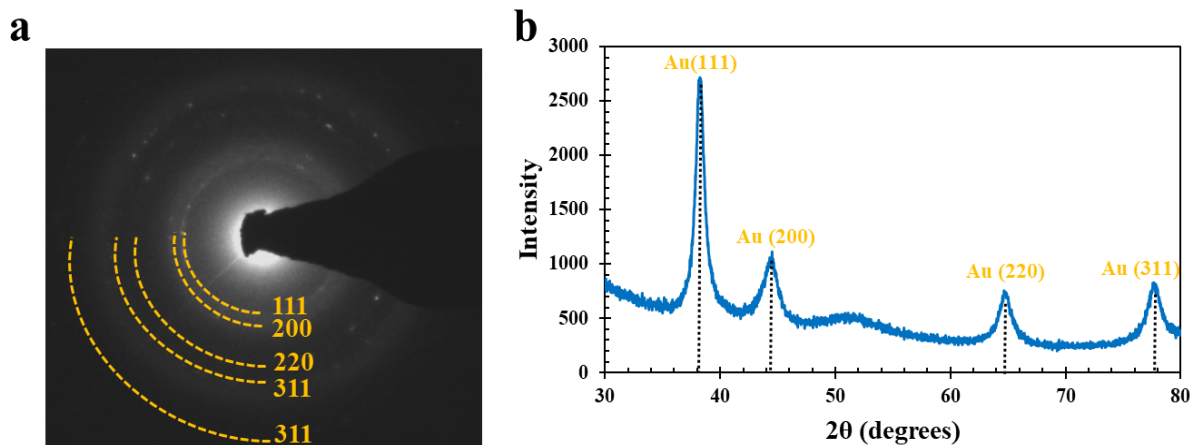 a
111
200
220
311
311
b
3000
2500
2000
1500
1000
500
0
Intensity
Au(111)
Au (200)
Au (220)
Au (311)
30
40
50
60
70
80
2θ (degrees)